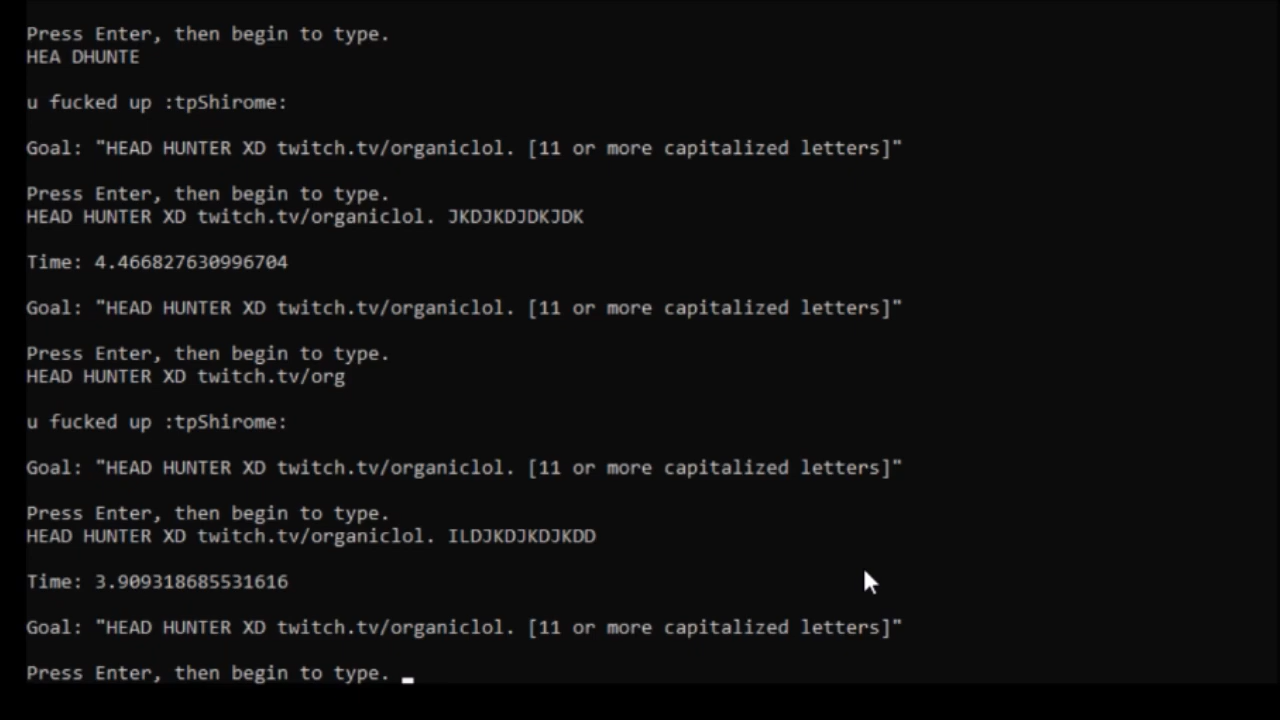 Press Enter, then begin to type.
HEA DHUNTE
u fucked up :tpShirome:
Goal: "HEAD HUNTER XD twitch.tv/organiclol. [11 or more capitalized letters]"
Press Enter, then begin to type.
HEAD HUNTER XD twitch.tv/organiclol. JKDJKDJDKJDK
Time: 4.466827630996704
Goal: "HEAD HUNTER XD twitch.tv/organiclol. [11 or more capitalized letters]"
Press Enter, then begin to type.
HEAD HUNTER XD twitch.tv/org
u fucked up :tpShirome:
Goal: "HEAD HUNTER XD twitch.tv/organiclol. [11 or more capitalized letters]"
Press Enter, then begin to type.
HEAD HUNTER XD twitch.tv/organiclol. ILDJKDJKDJKDD
Time: 3.909318685531616
Goal: "HEAD HUNTER XD twitch.tv/organiclol. [11 or more capitalized letters]"
Press Enter, then begin to type.